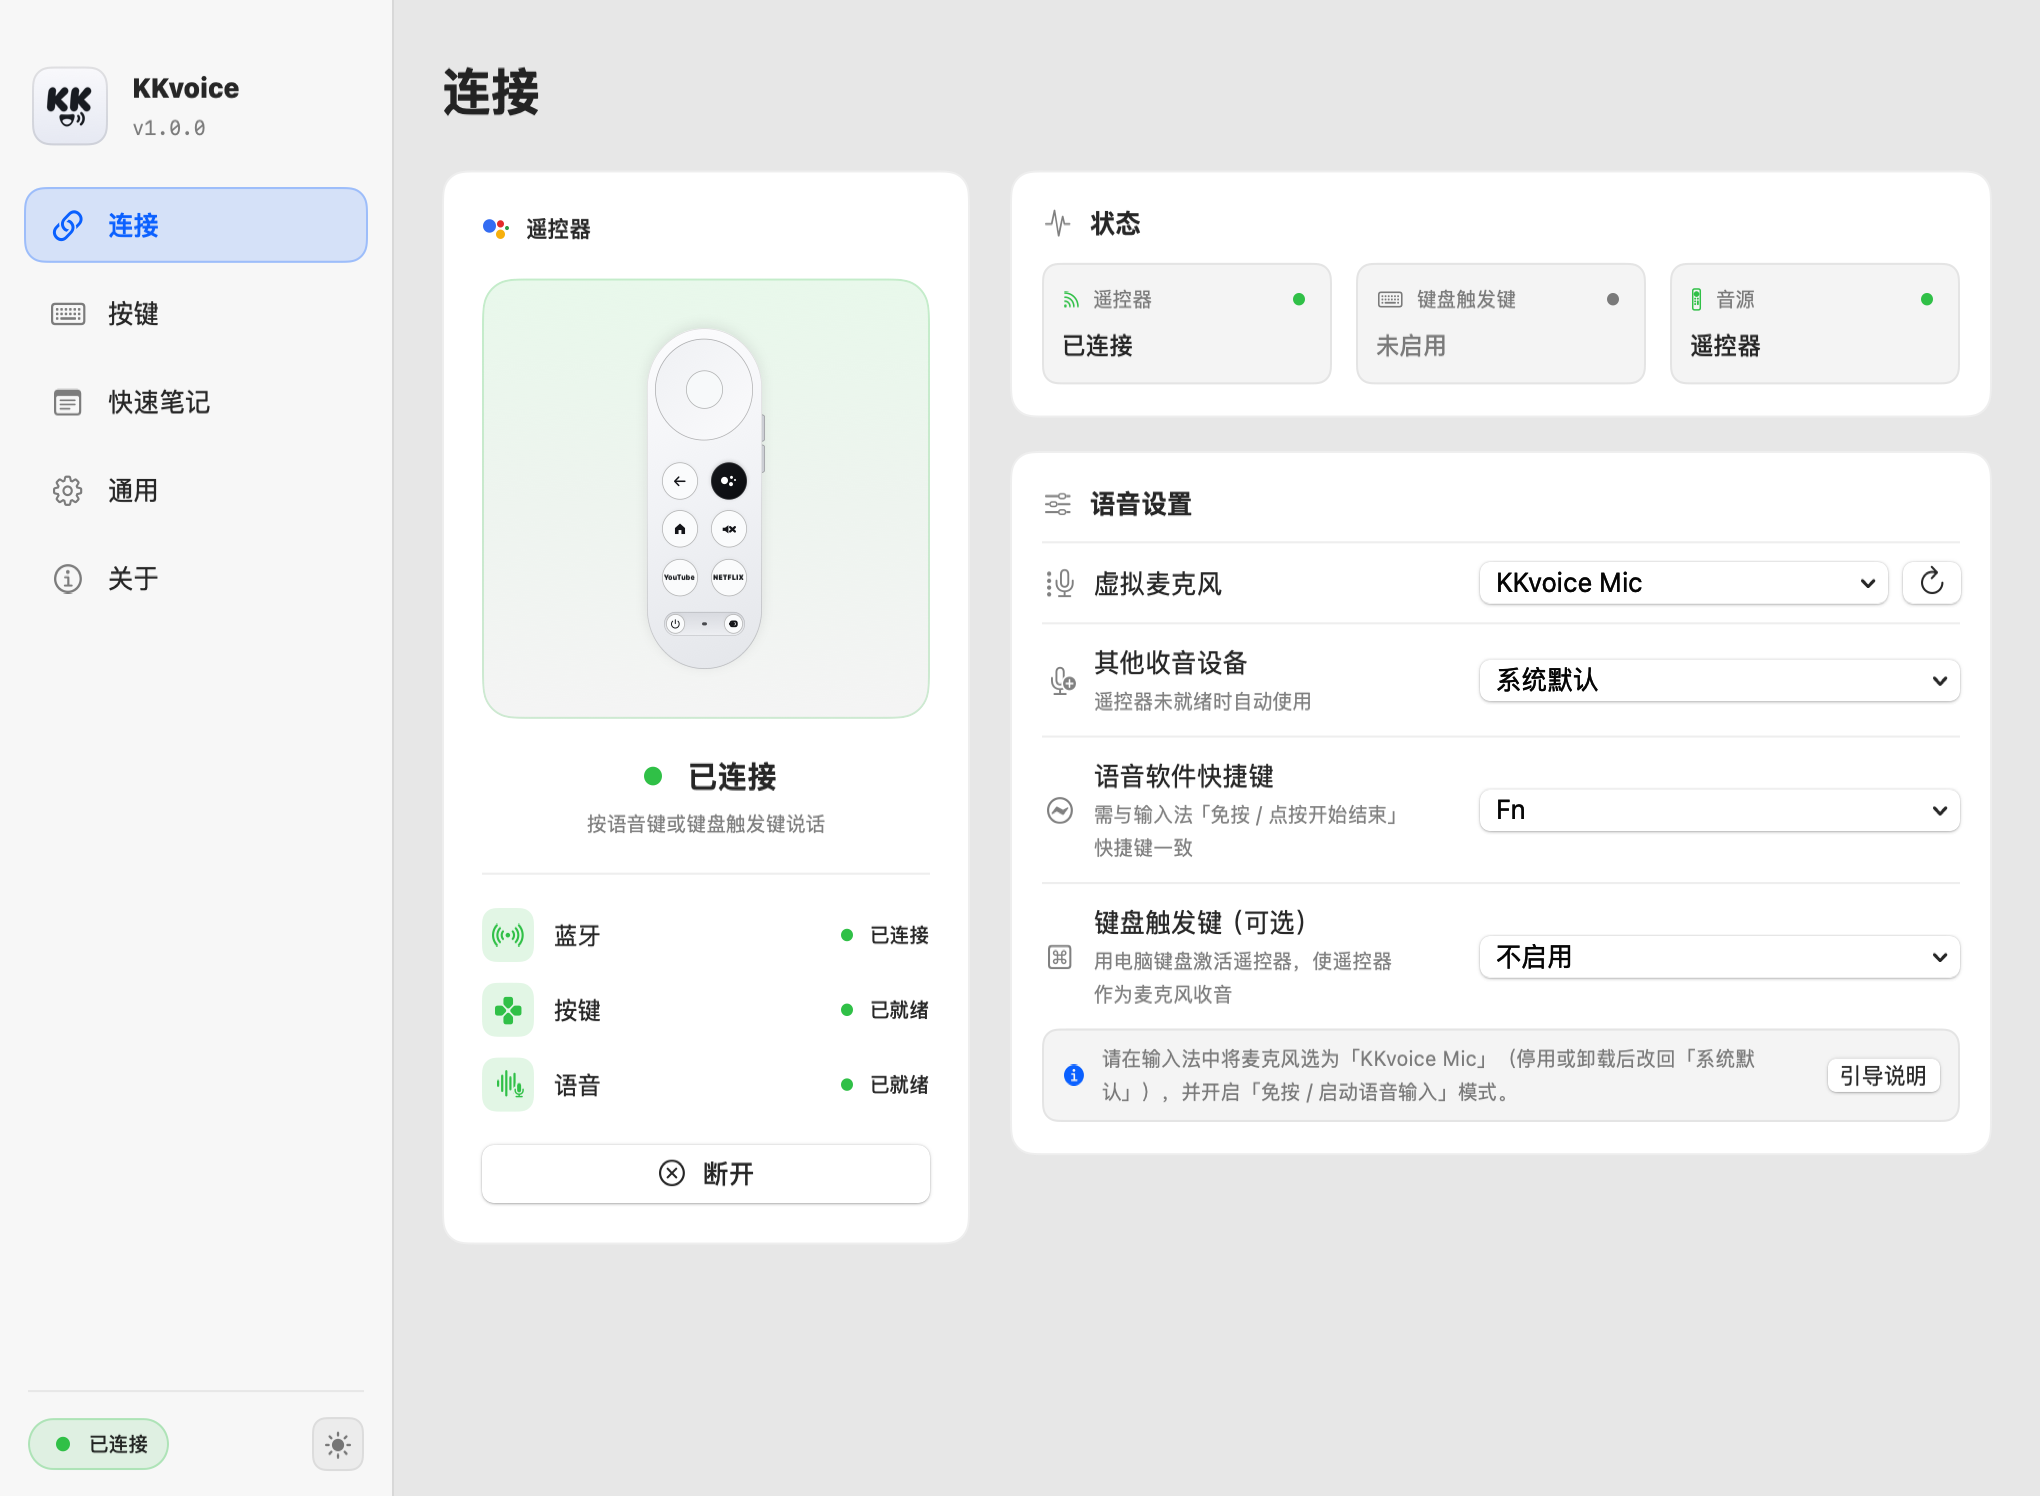 KK
KKvoice
v1.0.0
连接
按键
快速笔记
通用
关于
已连接
连接
遥控器
YouTube
NETFLIX
已连接
按语音键或键盘触发键说话
蓝牙
已连接
按键
已就绪
语音
已就绪
断开
状态
遥控器
已连接
键盘触发键
未启用
音源
遥控器
语音设置
虚拟麦克风
KKvoice Mic
其他收音设备
遥控器未就绪时自动使用
系统默认
语音软件快捷键
需与输入法「免按 / 点按开始结束」
快捷键一致
Fn
键盘触发键（可选）
用电脑键盘激活遥控器，使遥控器
作为麦克风收音
不启用
请在输入法中将麦克风选为「KKvoice Mic」（停用或卸载后改回「系统默
认」），并开启「免按 / 启动语音输入」模式。
引导说明